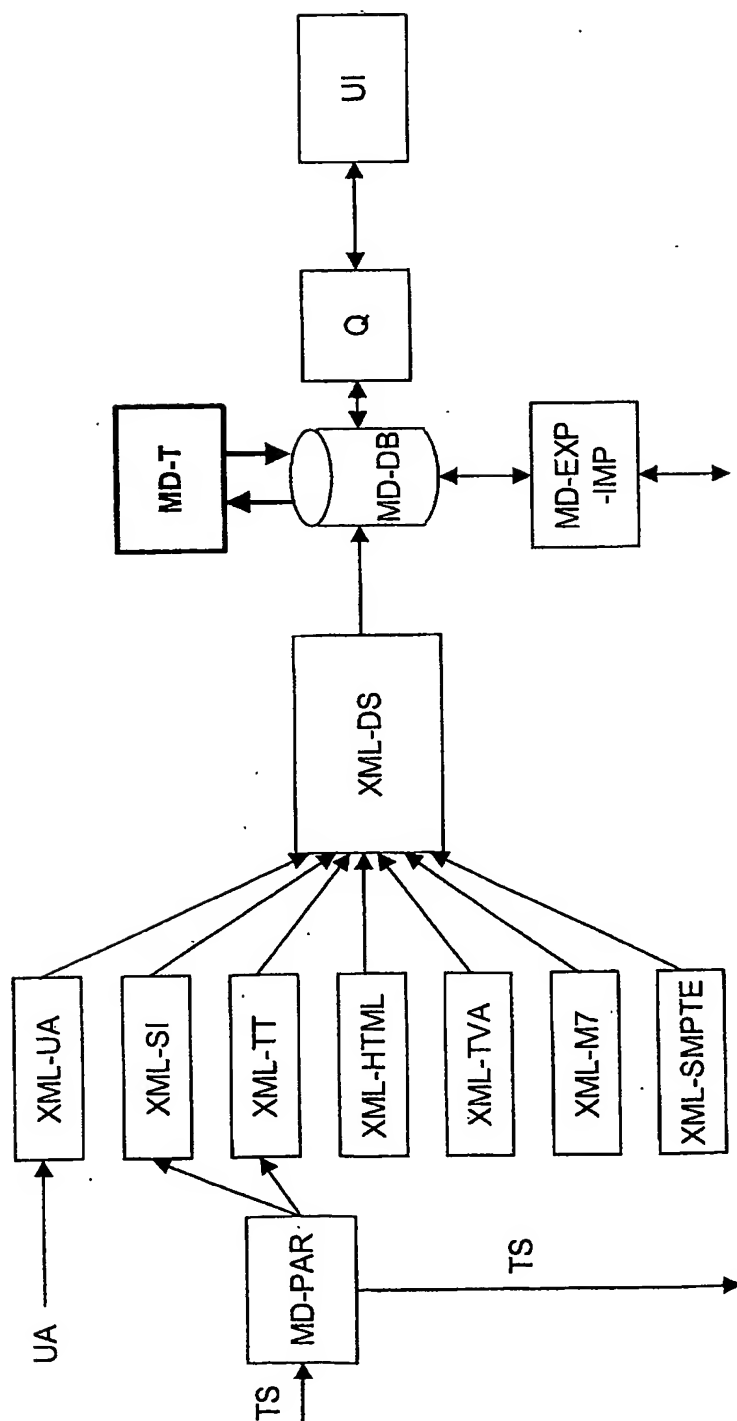 UA
TS
MD-PAR
TS
XML-UA
XML-SI
XML-TT
XML-HTML
XML-TVA
XML-M7
XML-SMPTE
XML-DS
MD-T
MD-DB
MD-EXP
-IMP
Q
UI